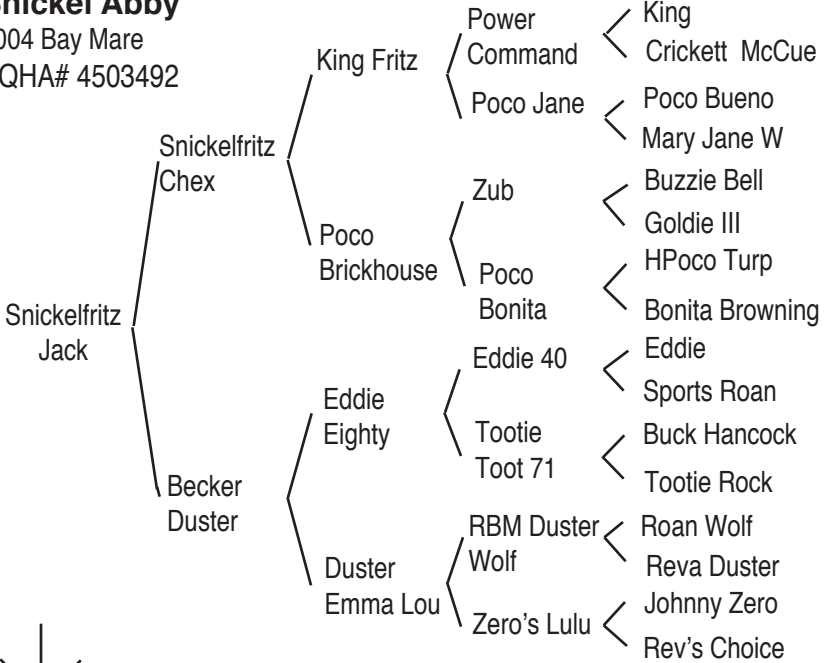 Abby
004 Bay Mare
QHA# 4503492
Snickelfritz
Jack
Snickelfritz
Chex
Becker
Duster
King Fritz
Poco
Brickhouse
Eddie
Eighty
Duster
Emma Lou
Power
Command
Poco Jane
Zub
Poco
Bonita
Eddie 40
Tootie
Toot 71
RBM Duster
Wolf
Zero's Lulu
King
Crickett McCue
Poco Bueno
Mary Jane W
Buzzie Bell
Goldie III
HPoco Turp
Bonita Browning
Eddie
Sports Roan
Buck Hancock
Tootie Rock
Roan Wolf
Reva Duster
Johnny Zero
Rev's Choice